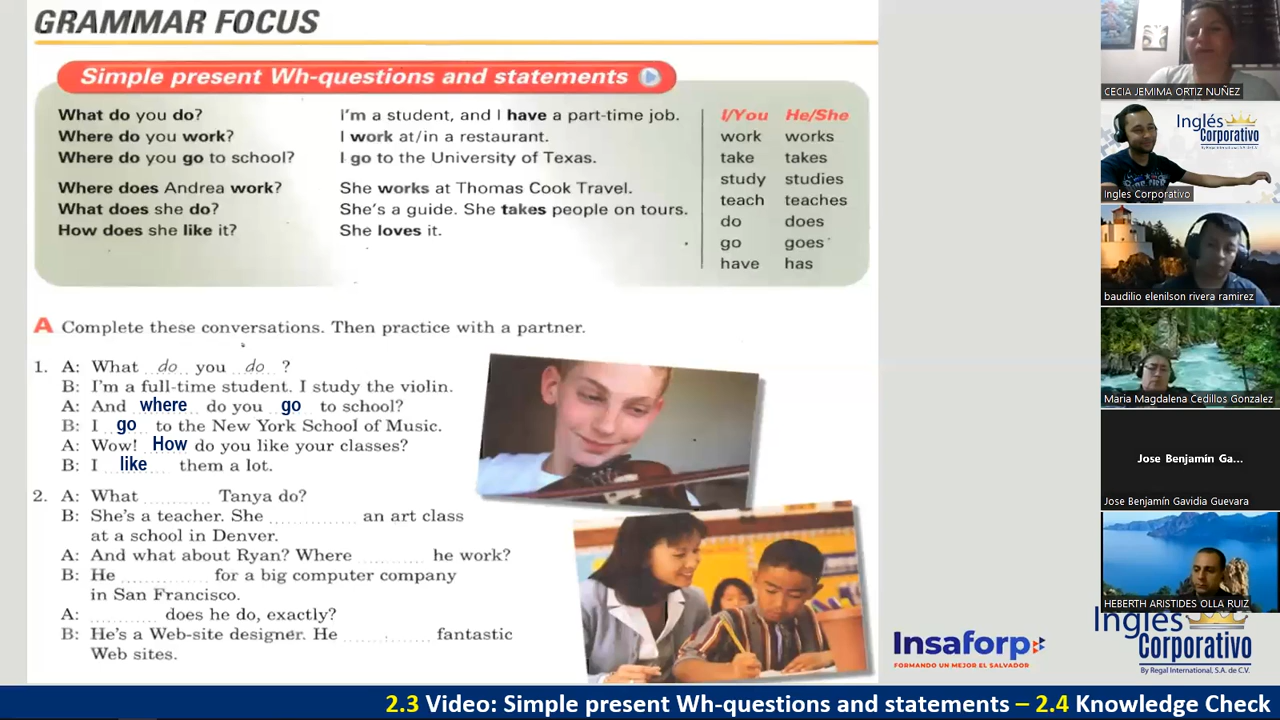 GRAMMAR FOCUS
Simple present Wh-questions and statements
What do you do? I'm a student, and I have a part-time job.
Where do you work? I work at/in a restaurant.
Where do you go to school? I go to the University of Texas.
Where does Andrea work? She works at Thomas Cook Travel.
What does she do? She's a guide. She takes people on tours.
How does she like it? She loves it.
I/You He/She
work works
take takes
study studies
teach teaches
do does
go goes
have has
A Complete these conversations. Then practice with a partner.
1. A: What do you do ?
B: I'm a full-time student. I study the violin.
A: And where do you go to school?
B: I go to the New York School of Music.
A: Wow! How do you like your classes?
B: I like them a lot.
2. A: What ......... Tanya do?
B: She's a teacher. She ............ an art class
at a school in Denver.
A: And what about Ryan? Where ......... he work?
B: He ............ for a big computer company
in San Francisco.
A: ......... does he do, exactly?
B: He's a Web-site designer. He ............ fantastic
Web sites.
CECIA JEMIMA ORTIZ NUÑEZ
Inglés
Corporativo
By Regal International, S.A. de C.V.
Ingles Corporativo
baudilio elenilson rivera ramirez
Maria Magdalena Cedillos Gonzalez
Jose Benjamín Ga...
Jose Benjamín Gavidia Guevara
HEBERTH ARISTIDES OLLA RUIZ
Insaforp
FORMANDO UN MEJOR EL SALVADOR
Inglés
Corporativo
By Regal International, S.A. de C.V.
2.3 Video: Simple present Wh-questions and statements – 2.4 Knowledge Check